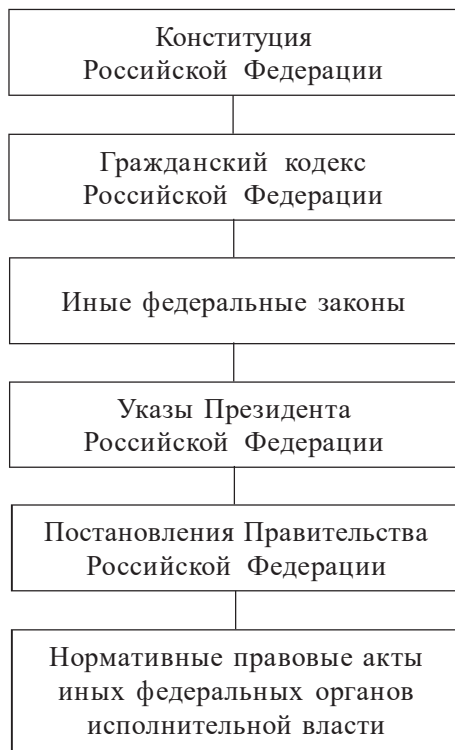 Конституция
Российской Федерации
Гражданский кодекс
Российской Федерации
Иные федеральные законы
Указы Президента
Российской Федерации
Постановления Правительства
Российской Федерации
Нормативные правовые акты
иных федеральных органов
исполнительной власти